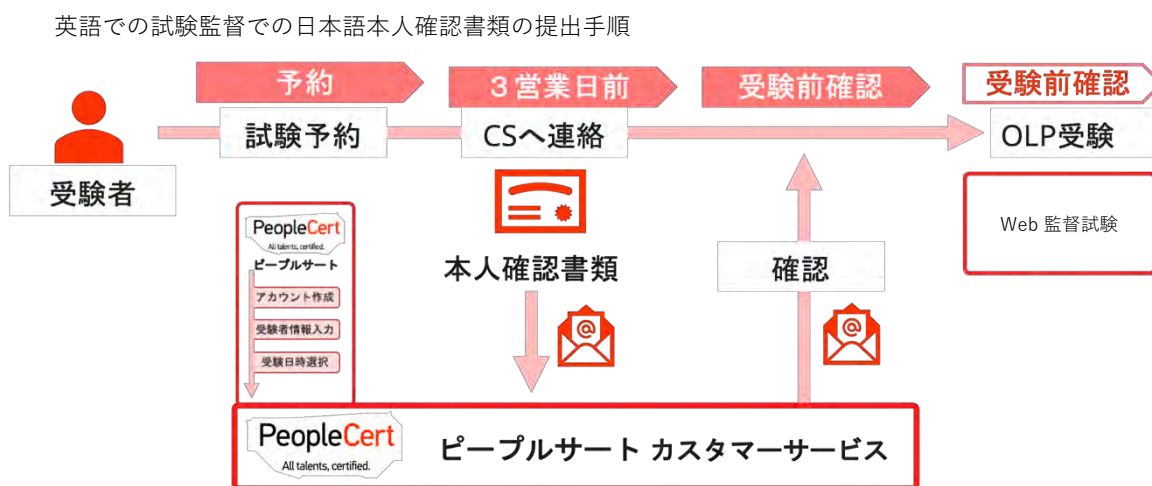 英語での試験監督での日本語本人確認書類の提出手順
予約
3営業日前
受験前確認
受験前確認
試験予約
CSへ連絡
OLP受験
受験者
Web 監督試験
PeopleCert
All talents, certified.
ピープルサート
アカウント作成
受験者情報入力
受験日時選択
本人確認書類
@
確認
@
PeopleCert
All talents, certified.
ピープルサート カスタマーサービス